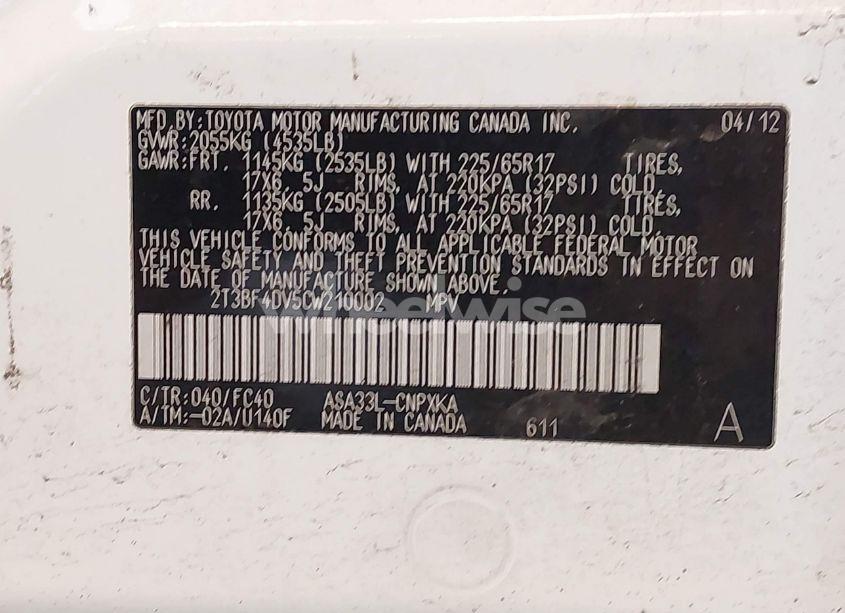 MFD. BY: TOYOTA MOTOR MANUFACTURING CANADA INC. 04/12
GVWR: 2055KG (4535LB)
GAWR: FRT. 1145KG (2535LB) WITH 225/65R17 TIRES,
17X6.5J RIMS, AT 220KPA (32PSI) COLD.
RR. 1135KG (2505LB) WITH 225/65R17 TIRES,
17X6.5J RIMS, AT 220KPA (32PSI) COLD.
THIS VEHICLE CONFORMS TO ALL APPLICABLE FEDERAL MOTOR
VEHICLE SAFETY AND THEFT PREVENTION STANDARDS IN EFFECT ON
THE DATE OF MANUFACTURE SHOWN ABOVE.
2T3BF4DV5CW210002 MPV
wheelwise
C/TR: 040/FC40 ASA33L-CNPXKA
A/TM: -02A/U140F MADE IN CANADA 611 A